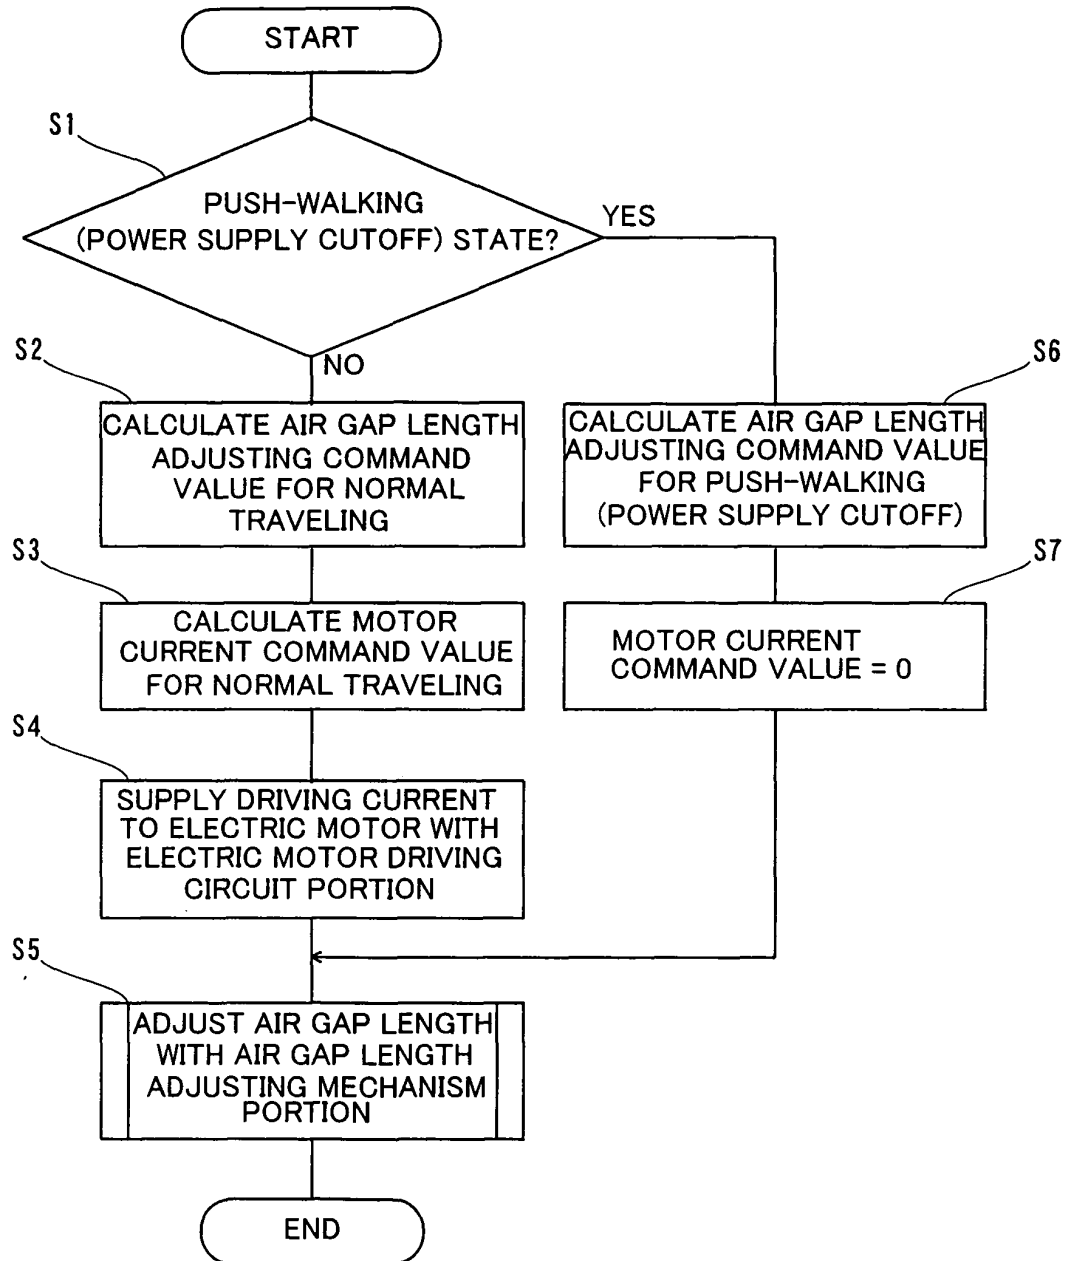 START
S1
PUSH-WALKING
(POWER SUPPLY CUTOFF) STATE?
YES
NO
S2
CALCULATE AIR GAP LENGTH
ADJUSTING COMMAND
VALUE FOR NORMAL
TRAVELING
S6
CALCULATE AIR GAP LENGTH
ADJUSTING COMMAND VALUE
FOR PUSH-WALKING
(POWER SUPPLY CUTOFF)
S3
CALCULATE MOTOR
CURRENT COMMAND VALUE
FOR NORMAL TRAVELING
S7
MOTOR CURRENT
COMMAND VALUE = 0
S4
SUPPLY DRIVING CURRENT
TO ELECTRIC MOTOR WITH
ELECTRIC MOTOR DRIVING
CIRCUIT PORTION
S5
ADJUST AIR GAP LENGTH
WITH AIR GAP LENGTH
ADJUSTING MECHANISM
PORTION
END